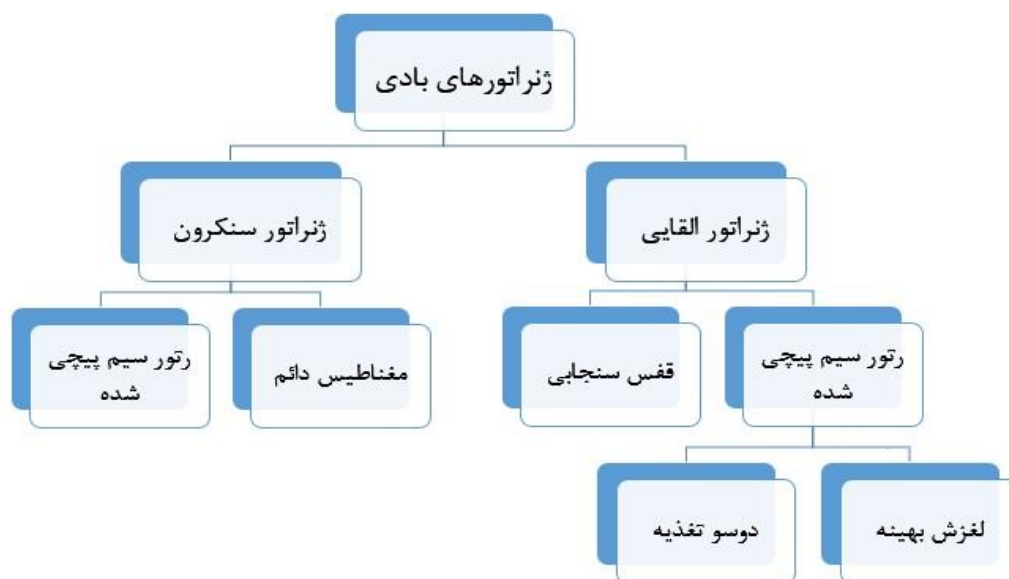 ژنراتورهای بادی
ژنراتور القایی
ژنراتور سنکرون
رتور سیم پیچی
شده
قفس سنجابی
مغناطیس دائم
رتور سیم پیچی
شده
لغزش بهینه
دوسو تغذیه